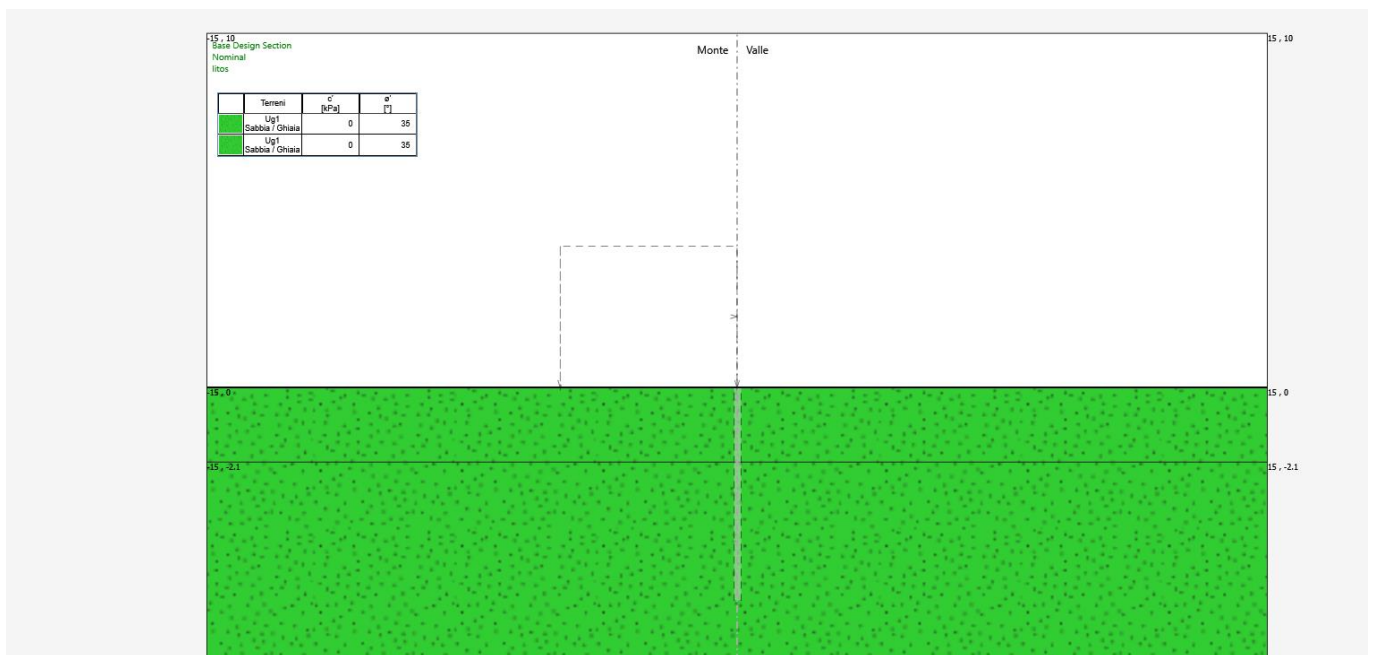 -15 , 10
15 , 10
Base Design Section
Nominal
litos
Monte Valle
Terreni c' [kPa] ø' [°]
Ug1 Sabbia / Ghiaia 0 35
Ug1 Sabbia / Ghiaia 0 35
-15 , 0
15 , 0
-15 , -2.1
15 , -2.1